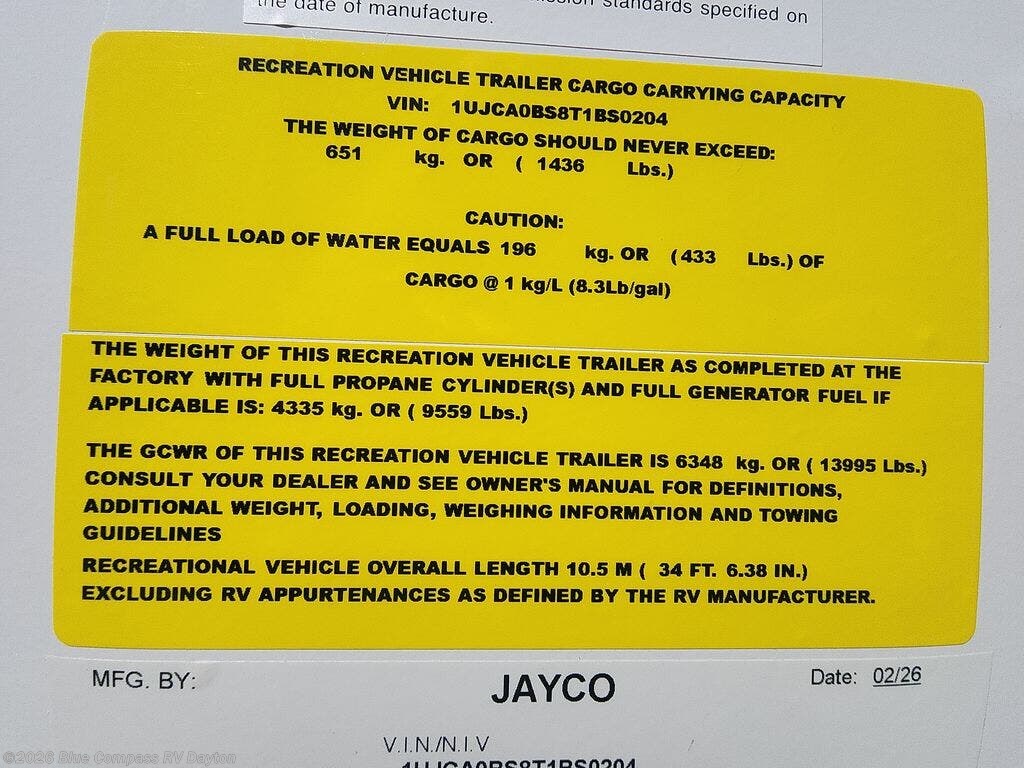 the date of manufacture.
standards specified on
RECREATION VEHICLE TRAILER CARGO CARRYING CAPACITY
VIN: 1UJCA0BS8T1BS0204
THE WEIGHT OF CARGO SHOULD NEVER EXCEED:
651 kg. OR ( 1436 Lbs.)
CAUTION:
A FULL LOAD OF WATER EQUALS 196 kg. OR (433 Lbs.) OF
CARGO @ 1 kg/L (8.3Lb/gal)
THE WEIGHT OF THIS RECREATION VEHICLE TRAILER AS COMPLETED AT THE
FACTORY WITH FULL PROPANE CYLINDER(S) AND FULL GENERATOR FUEL IF
APPLICABLE IS: 4335 kg. OR ( 9559 Lbs.)
THE GCWR OF THIS RECREATION VEHICLE TRAILER IS 6348 kg. OR ( 13995 Lbs.)
CONSULT YOUR DEALER AND SEE OWNER'S MANUAL FOR DEFINITIONS,
ADDITIONAL WEIGHT, LOADING, WEIGHING INFORMATION AND TOWING
GUIDELINES
RECREATIONAL VEHICLE OVERALL LENGTH 10.5 M ( 34 FT. 6.38 IN.)
EXCLUDING RV APPURTENANCES AS DEFINED BY THE RV MANUFACTURER.
MFG. BY: JAYCO Date: 02/26
V.I.N./N.I.V
1UJCA0BS8T1BS0204
©2026 Blue Compass RV Dayton